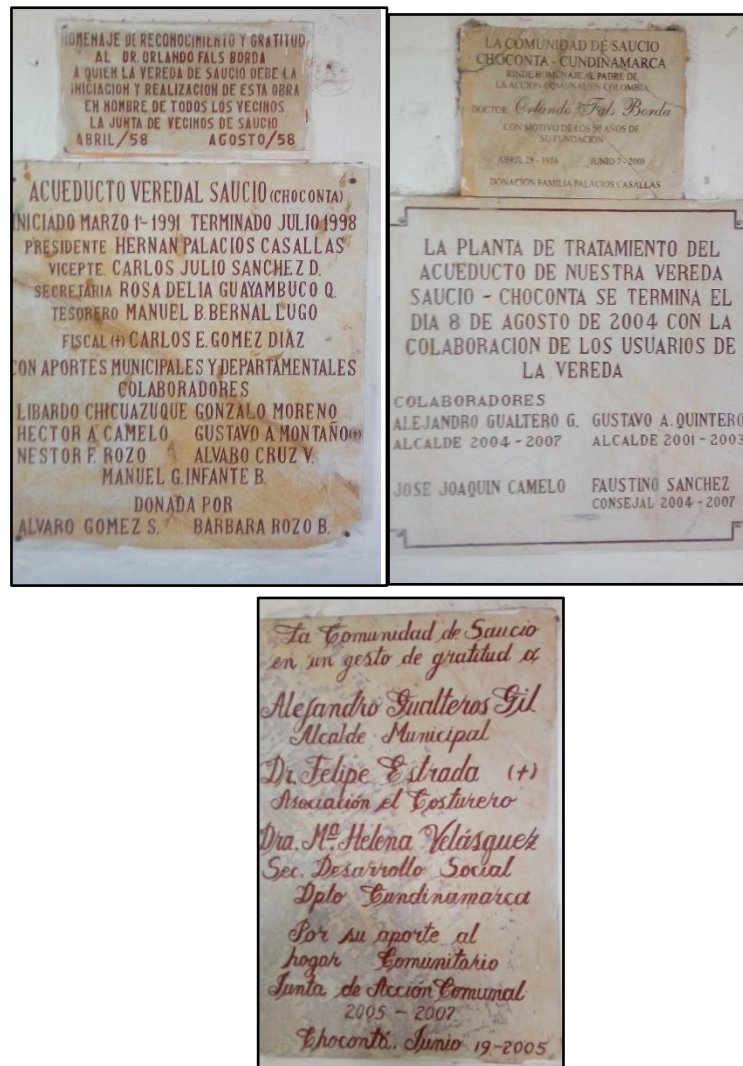 HOMENAJE DE RECONOCIMIENTO Y GRATITUD
AL DR. ORLANDO FALS BORDA
A QUIEN LA VEREDA DE SAUCIO DEBE LA
INICIACION Y REALIZACION DE ESTA OBRA
EN NOMBRE DE TODOS LOS VECINOS
LA JUNTA DE VECINOS DE SAUCIO
ABRIL/58 AGOSTO/58
ACUEDUCTO VEREDAL SAUCIO (CHOCONTA)
INICIADO MARZO 1- 1991 TERMINADO JULIO 1998
PRESIDENTE HERNAN PALACIOS CASALLAS
VICEPTE. CARLOS JULIO SANCHEZ D.
SECRETARIA ROSA DELIA GUAYAMBUCO Q.
TESORERO MANUEL B. BERNAL LUGO
FISCAL (+) CARLOS E. GOMEZ DIAZ
CON APORTES MUNICIPALES Y DEPARTAMENTALES
COLABORADORES
LIBARDO CHICUAZUQUE GONZALO MORENO
HECTOR A. CAMELO GUSTAVO A. MONTAÑO (+)
NESTOR F. ROZO ALVARO CRUZ V.
MANUEL G. INFANTE B.
DONADA POR
ALVARO GOMEZ S. BARBARA ROZO B.
LA COMUNIDAD DE SAUCIO
CHOCONTA - CUNDINAMARCA
RINDE HOMENAJE AL PADRE DE
LA ACCION COMUNAL EN COLOMBIA
DOCTOR Orlando Fals Borda
CON MOTIVO DE LOS 50 AÑOS DE
SU FUNDACION
ABRIL 28 - 1958 JUNIO 7 - 2008
DONACION FAMILIA PALACIOS CASALLAS
LA PLANTA DE TRATAMIENTO DEL
ACUEDUCTO DE NUESTRA VEREDA
SAUCIO - CHOCONTA SE TERMINA EL
DIA 8 DE AGOSTO DE 2004 CON LA
COLABORACION DE LOS USUARIOS DE
LA VEREDA
COLABORADORES
ALEJANDRO GUALTERO G. GUSTAVO A. QUINTERO
ALCALDE 2004 - 2007 ALCALDE 2001 - 2003
JOSE JOAQUIN CAMELO FAUSTINO SANCHEZ
CONSEJAL 2004 - 2007
La Comunidad de Saucio
en un gesto de gratitud a
Alejandro Gualteros Gil
Alcalde Municipal
Dr. Felipe Estrada (+)
Asociación el Costurero
Dra. Mª. Helena Velásquez
Sec. Desarrollo Social
Dpto Cundinamarca
Por su aporte al
hogar Comunitario
Junta de Acción Comunal
2005 - 2007
Chocontá. Junio 19-2005